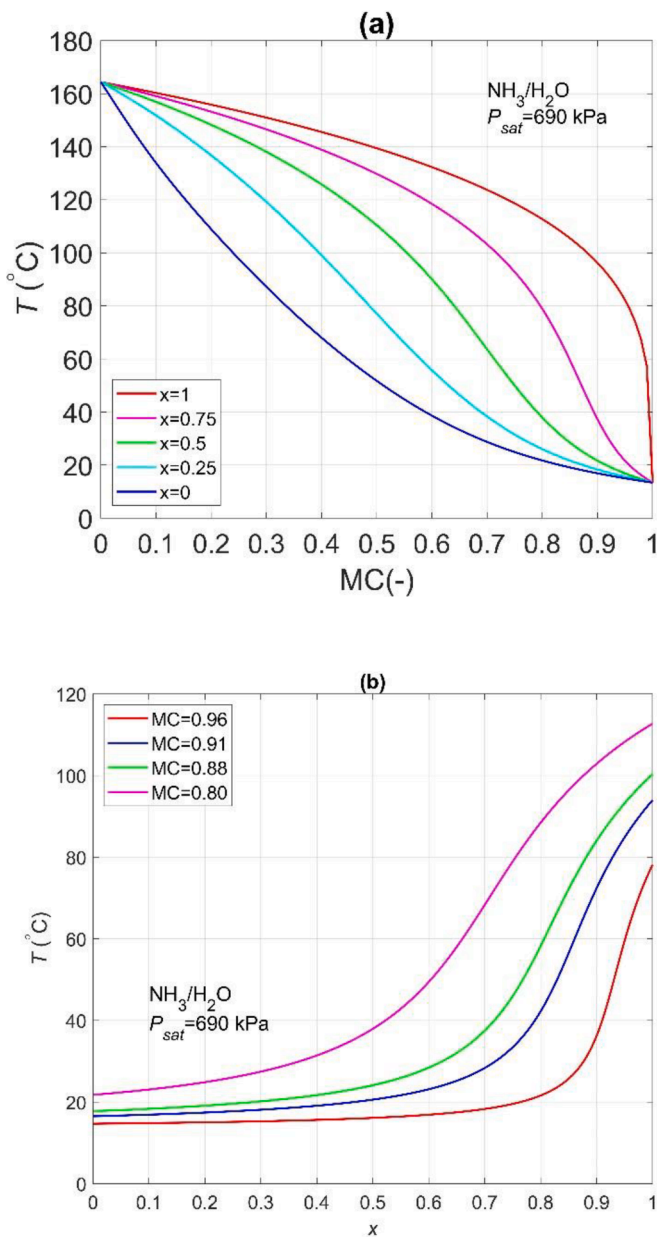 (a)
180
160
140
120
100
80
60
40
20
0
T (°C)
NH3/H2O
Psat=690 kPa
x=1
x=0.75
x=0.5
x=0.25
x=0
0 0.1 0.2 0.3 0.4 0.5 0.6 0.7 0.8 0.9 1
MC(-)
(b)
120
100
80
60
40
20
0
T (°C)
MC=0.96
MC=0.91
MC=0.88
MC=0.80
NH3/H2O
Psat=690 kPa
0 0.1 0.2 0.3 0.4 0.5 0.6 0.7 0.8 0.9 1
x